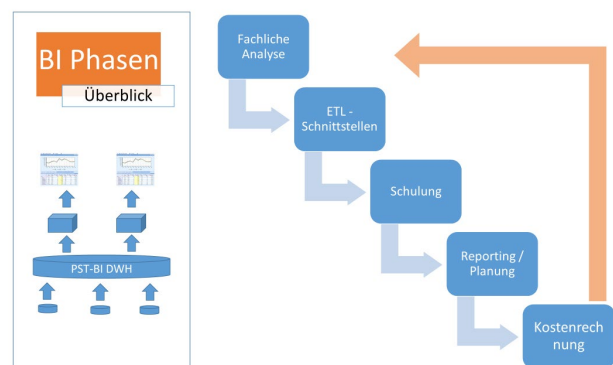 BI Phasen
Überblick
PST-BI DWH
Fachliche
Analyse
ETL -
Schnittstellen
Schulung
Reporting /
Planung
Kostenrech
nung